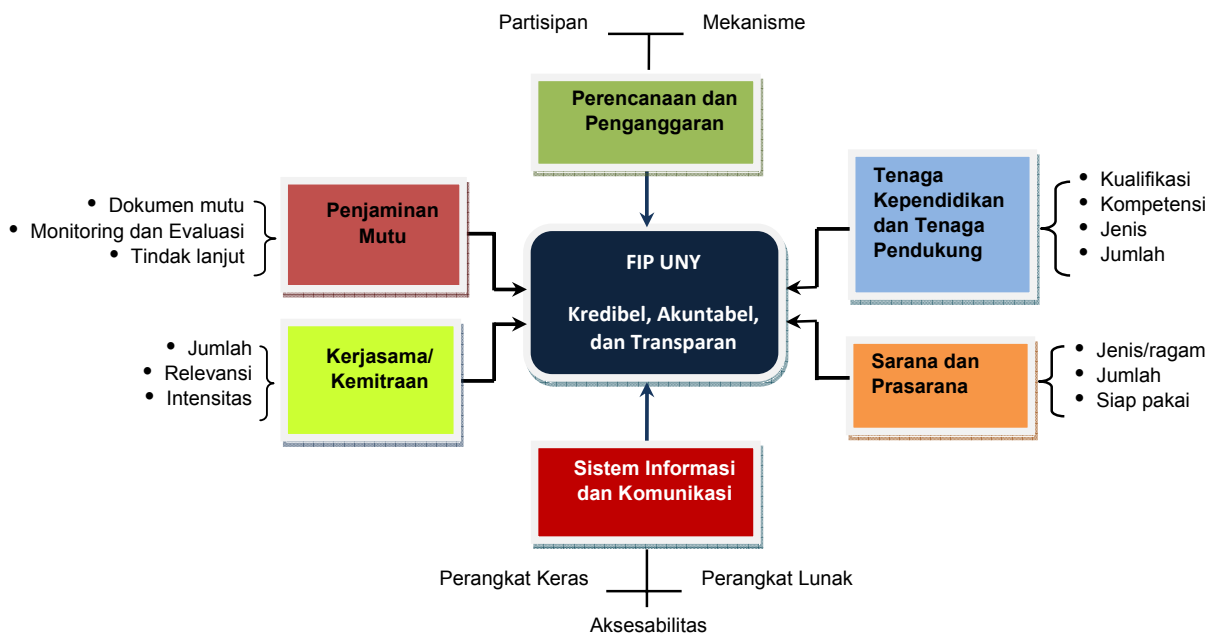 Partisipan Mekanisme
Perencanaan dan
Penganggaran
• Dokumen mutu
• Monitoring dan Evaluasi
• Tindak lanjut
Penjaminan
Mutu
FIP UNY
Kredibel, Akuntabel,
dan Transparan
Tenaga
Kependidikan
dan Tenaga
Pendukung
• Kualifikasi
• Kompetensi
• Jenis
• Jumlah
• Jumlah
• Relevansi
• Intensitas
Kerjasama/
Kemitraan
Sarana dan
Prasarana
• Jenis/ragam
• Jumlah
• Siap pakai
Sistem Informasi
dan Komunikasi
Perangkat Keras Perangkat Lunak
Aksesabilitas